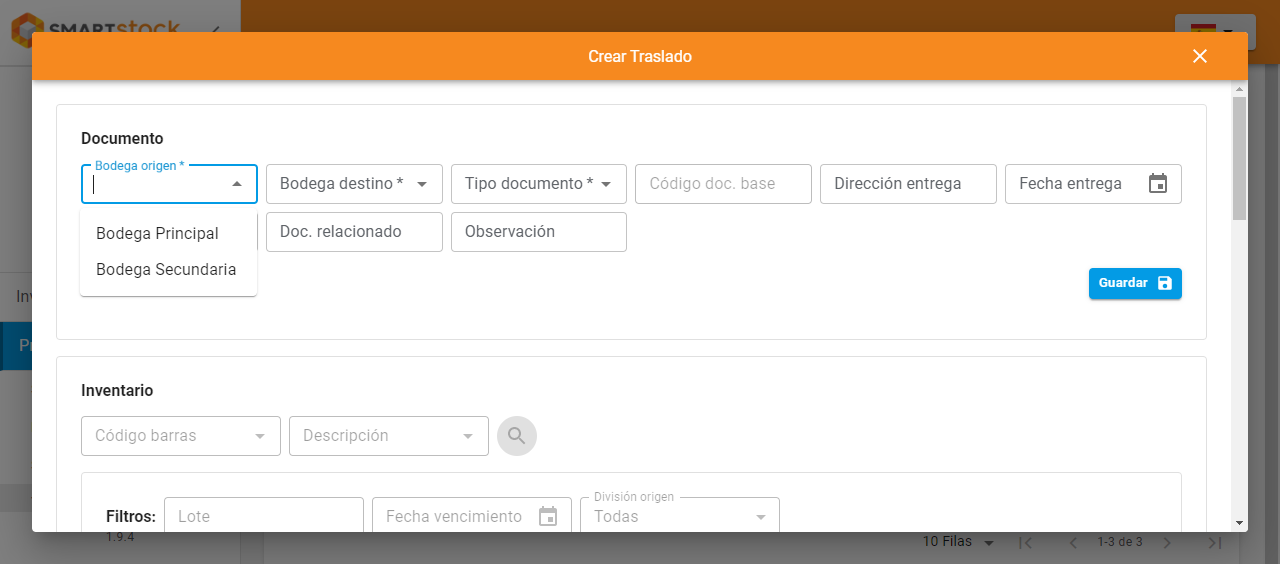 SMARTstock
Crear Traslado
Documento
Bodega origen *
Bodega destino * Tipo documento * Código doc. base Dirección entrega Fecha entrega
Bodega Principal
Doc. relacionado Observación
Bodega Secundaria
Guardar
Inventario
Código barras Descripción
División origen
Filtros: Lote Fecha vencimiento Todas
1.9.4
10 Filas 1-3 de 3